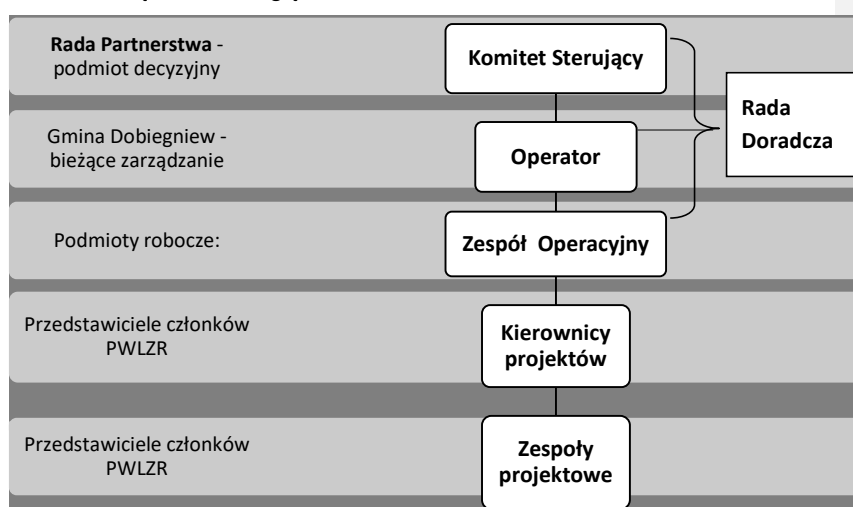 Rada Partnerstwa -
podmiot decyzyjny
Komitet Sterujący
Rada
Doradcza
Gmina Dobiegniew -
bieżące zarządzanie
Operator
Podmioty robocze:
Zespół Operacyjny
Przedstawiciele członków
PWLZR
Kierownicy
projektów
Przedstawiciele członków
PWLZR
Zespoły
projektowe